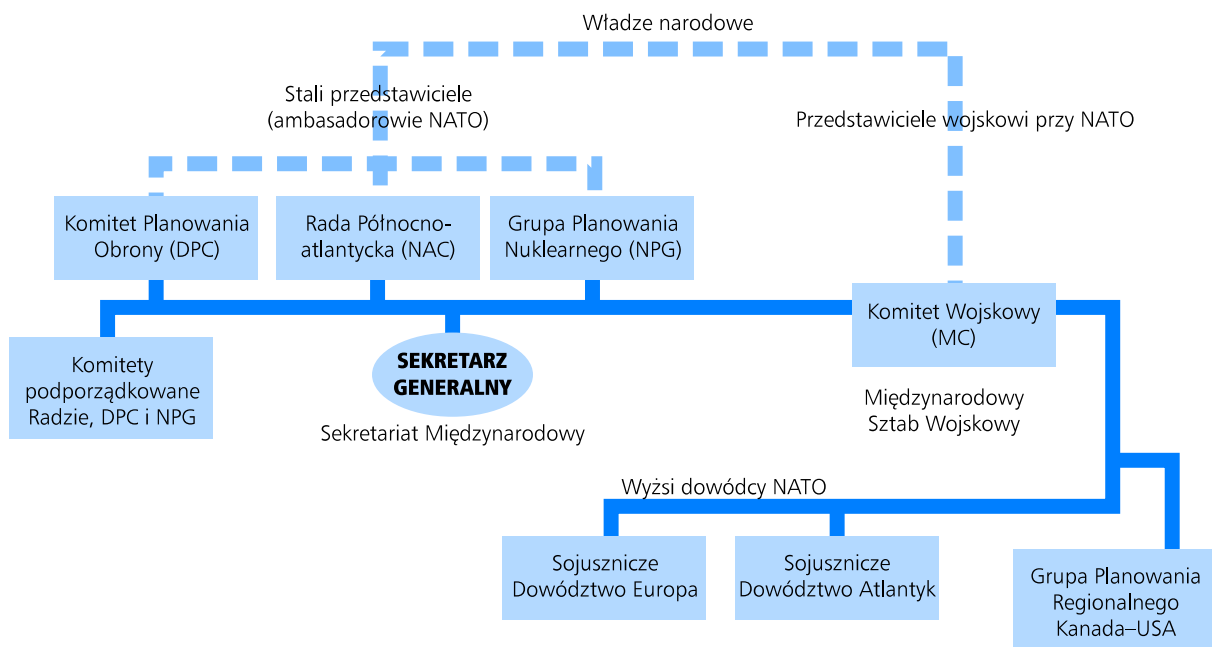 Władze narodowe
Stali przedstawiciele
(ambasadorowie NATO)
Przedstawiciele wojskowi przy NATO
Komitet Planowania
Obrony (DPC)
Rada Północno-
atlantycka (NAC)
Grupa Planowania
Nuklearnego (NPG)
Komitet Wojskowy
(MC)
Komitety
podporządkowane
Radzie, DPC i NPG
SEKRETARZ
GENERALNY
Sekretariat Międzynarodowy
Międzynarodowy
Sztab Wojskowy
Wyżsi dowódcy NATO
Sojusznicze
Dowództwo Europa
Sojusznicze
Dowództwo Atlantyk
Grupa Planowania
Regionalnego
Kanada–USA